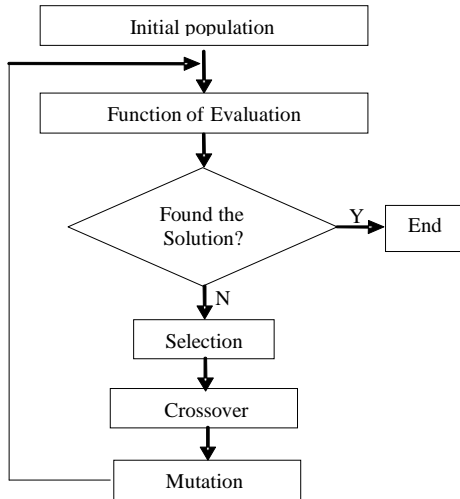 Initial population
Function of Evaluation
Found the
Solution?
Y
End
N
Selection
Crossover
Mutation